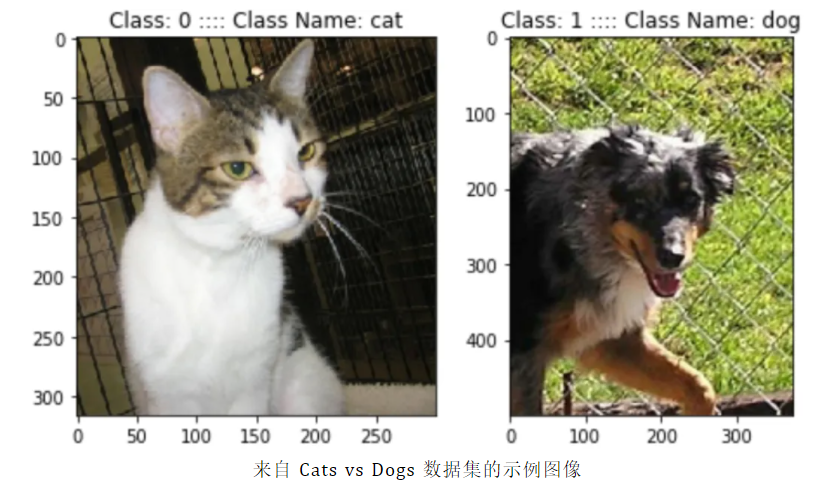 Class: 0 :::: Class Name: cat
0
50
100
150
200
250
300
0 50 100 150 200 250
Class: 1 :::: Class Name: dog
0
100
200
300
400
0 100 200 300
来自 Cats vs Dogs 数据集的示例图像